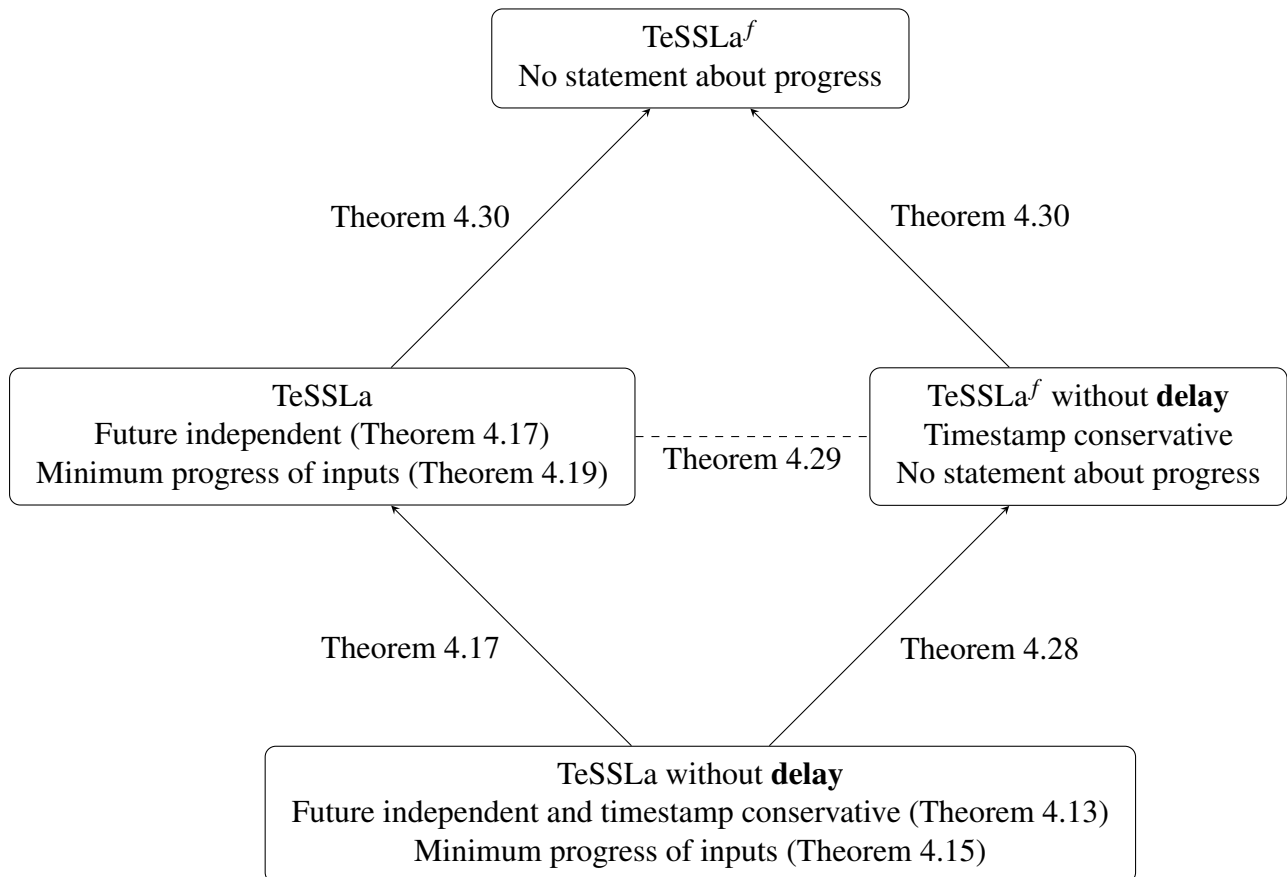 TeSSLa^f
No statement about progress
Theorem 4.30
Theorem 4.30
TeSSLa
Future independent (Theorem 4.17)
Minimum progress of inputs (Theorem 4.19)
Theorem 4.29
TeSSLa^f without delay
Timestamp conservative
No statement about progress
Theorem 4.17
Theorem 4.28
TeSSLa without delay
Future independent and timestamp conservative (Theorem 4.13)
Minimum progress of inputs (Theorem 4.15)